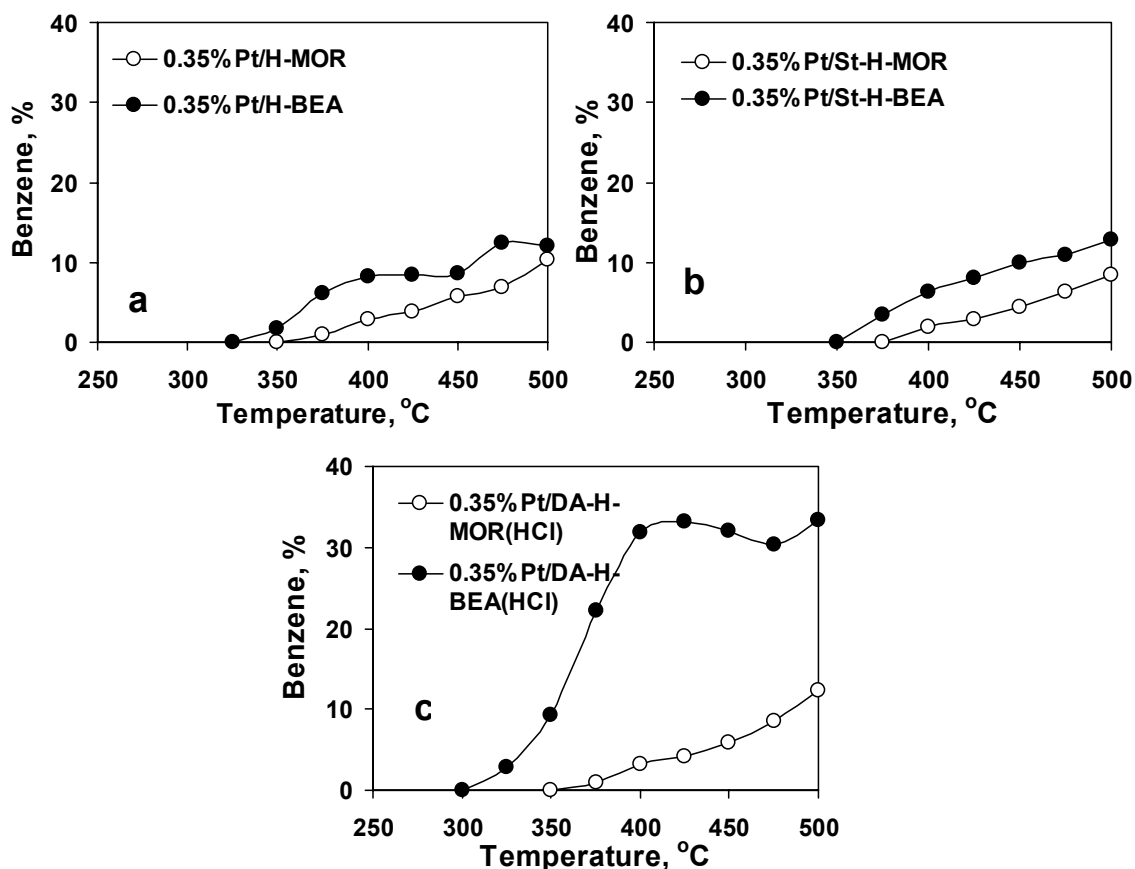 40
30
20
10
0
Benzene, %
0.35%Pt/H-MOR
0.35%Pt/H-BEA
a
250 300 350 400 450 500
Temperature, °C
40
30
20
10
0
Benzene, %
0.35%Pt/St-H-MOR
0.35%Pt/St-H-BEA
b
250 300 350 400 450 500
Temperature, °C
40
30
20
10
0
Benzene, %
0.35%Pt/DA-H-
MOR(HCl)
0.35%Pt/DA-H-
BEA(HCl)
c
250 300 350 400 450 500
Temperature, °C